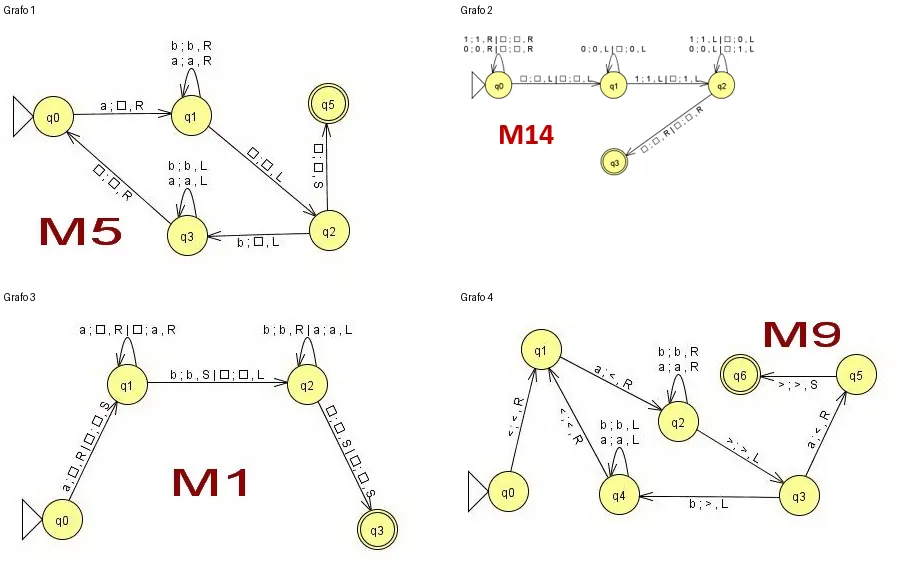 Grafo 1
b ; b , R
a ; a , R
q0
a ; □ , R
q1
q5
□ ; □ , R
b ; b , L
a ; a , L
□ ; □ , L
□ ; □ , S
M5
q3
b ; □ , L
q2
Grafo 2
1 ; 1 , R | □ ; □ , R
0 ; 0 , R | □ ; □ , R
0 ; 0 , L | □ ; 0 , L
1 ; 1 , L | □ ; 0 , L
0 ; 0 , L | □ ; 1 , L
q0
□ ; □ , L | □ ; □ , L
q1
1 ; 1 , L | □ ; 1 , L
q2
M14
□ ; □ , R | □ ; □ , R
q3
Grafo 3
a ; □ , R | □ ; a , R
b ; b , R | a ; a , L
q1
b ; b , S | □ ; □ , L
q2
a ; □ , R | □ ; □ , S
□ ; □ , S | □ ; □ , S
M1
q0
q3
Grafo 4
q1
M9
a ; < , R
b ; b , R
a ; a , R
q6
> ; > , S
q5
< ; < , R
< ; < , R
b ; b , L
a ; a , L
q2
> ; > , L
a ; < , R
q0
q4
b ; > , L
q3